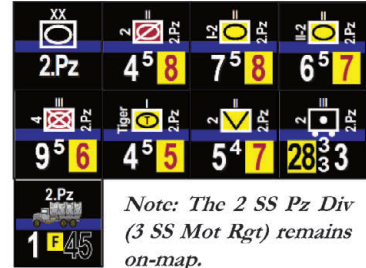 XX
2.Pz
2 II 2.Pz
4 5 8
I-2 II 2.Pz
7 5 8
II-2 II 2.Pz
6 5 7
4 III 2.Pz
9 5 6
Tiger I 2.Pz
T
4 5 5
2 II 2.Pz
5 4 7
2 III 2.Pz
28 3 3 3
2.Pz
1 F 45
Note: The 2 SS Pz Div
(3 SS Mot Rgt) remains
on-map.